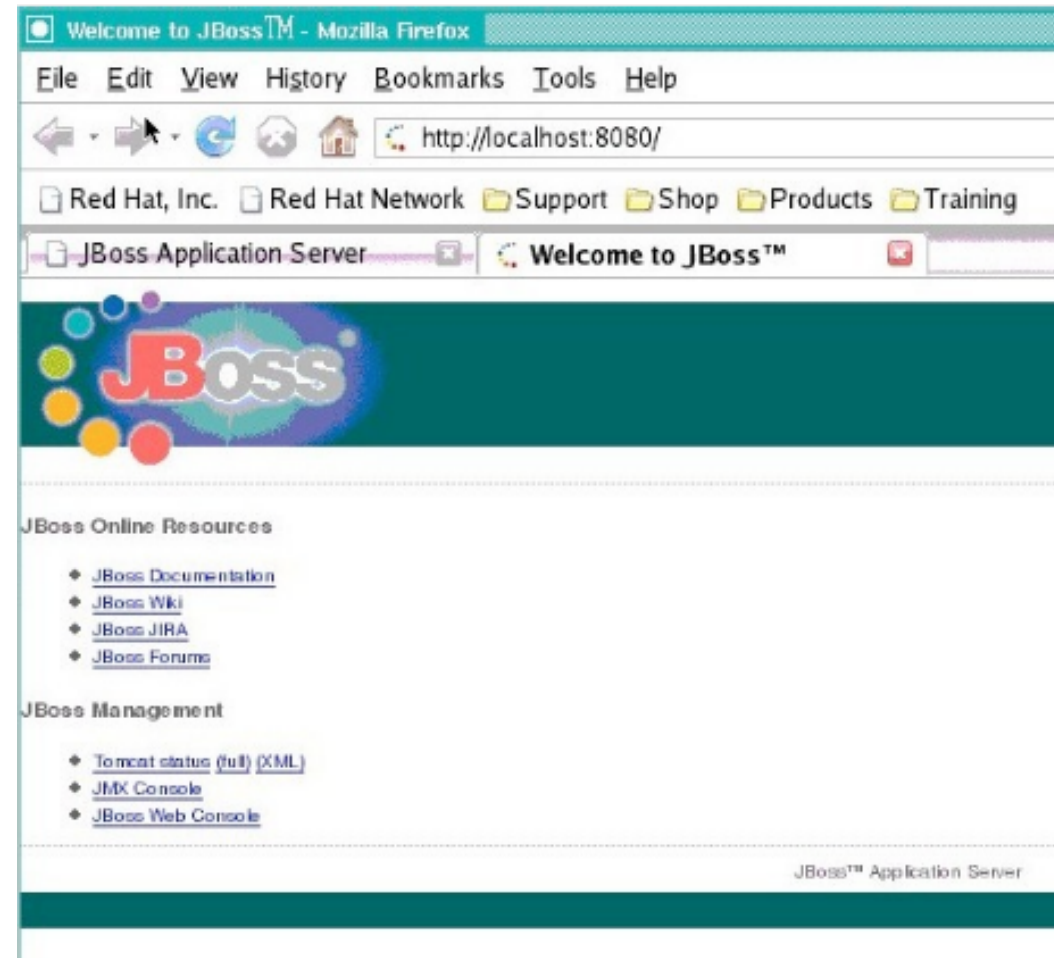 Welcome to JBoss™ - Mozilla Firefox
File Edit View History Bookmarks Tools Help
http://localhost:8080/
Red Hat, Inc. Red Hat Network Support Shop Products Training
JBoss Application Server Welcome to JBoss™
JBoss
JBoss Online Resources
JBoss Documentation
JBoss Wiki
JBoss JIRA
JBoss Forums
JBoss Management
Tomcat status (full) (XML)
JMX Console
JBoss Web Console
JBoss™ Application Server